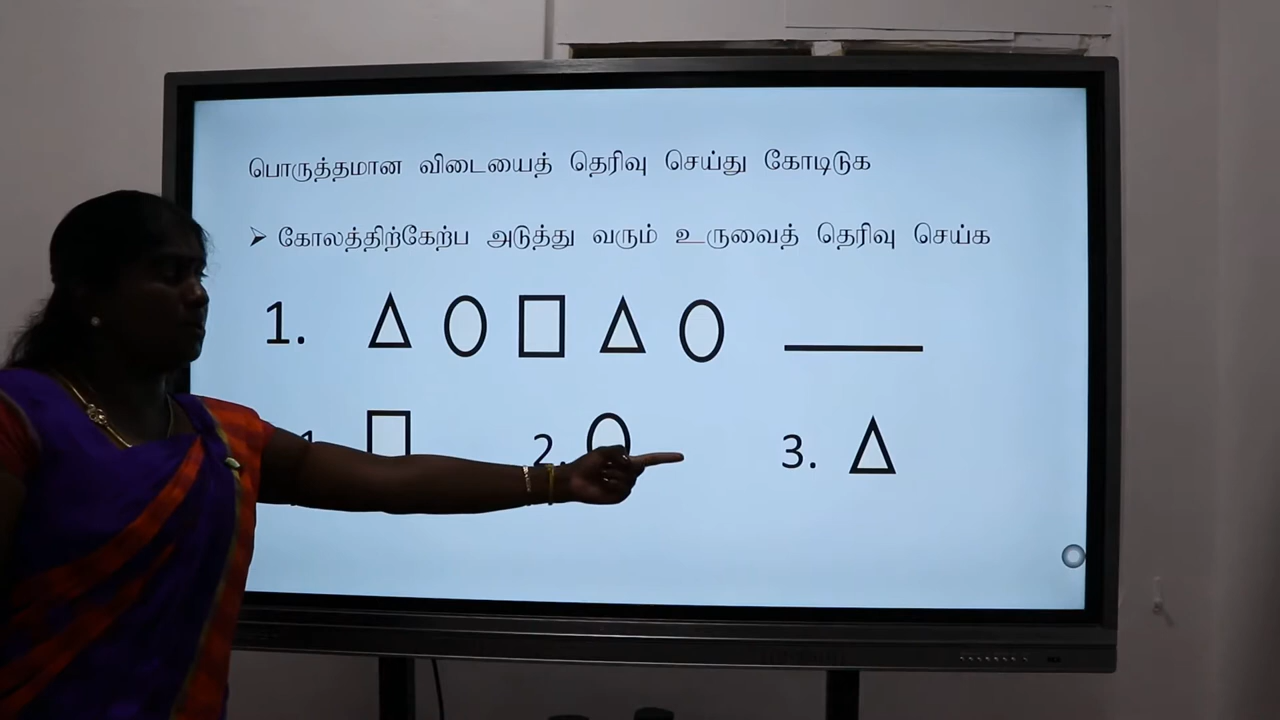 பொருத்தமான விடையைத் தெரிவு செய்து கோடிடுக
➢ கோலத்திற்கேற்ப அடுத்து வரும் உருவைத் தெரிவு செய்க
1.
2. 3.